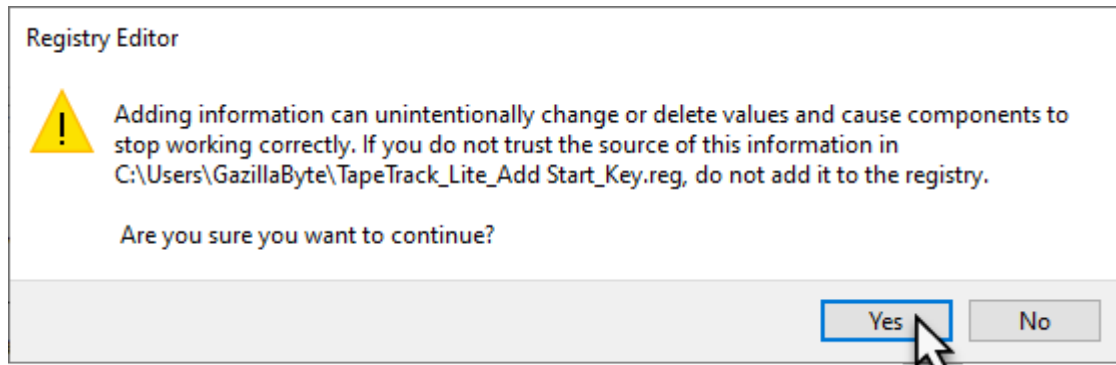 Registry Editor
Adding information can unintentionally change or delete values and cause components to
stop working correctly. If you do not trust the source of this information in
C:\Users\GazillaByte\TapeTrack_Lite_Add Start_Key.reg, do not add it to the registry.
Are you sure you want to continue?
Yes No